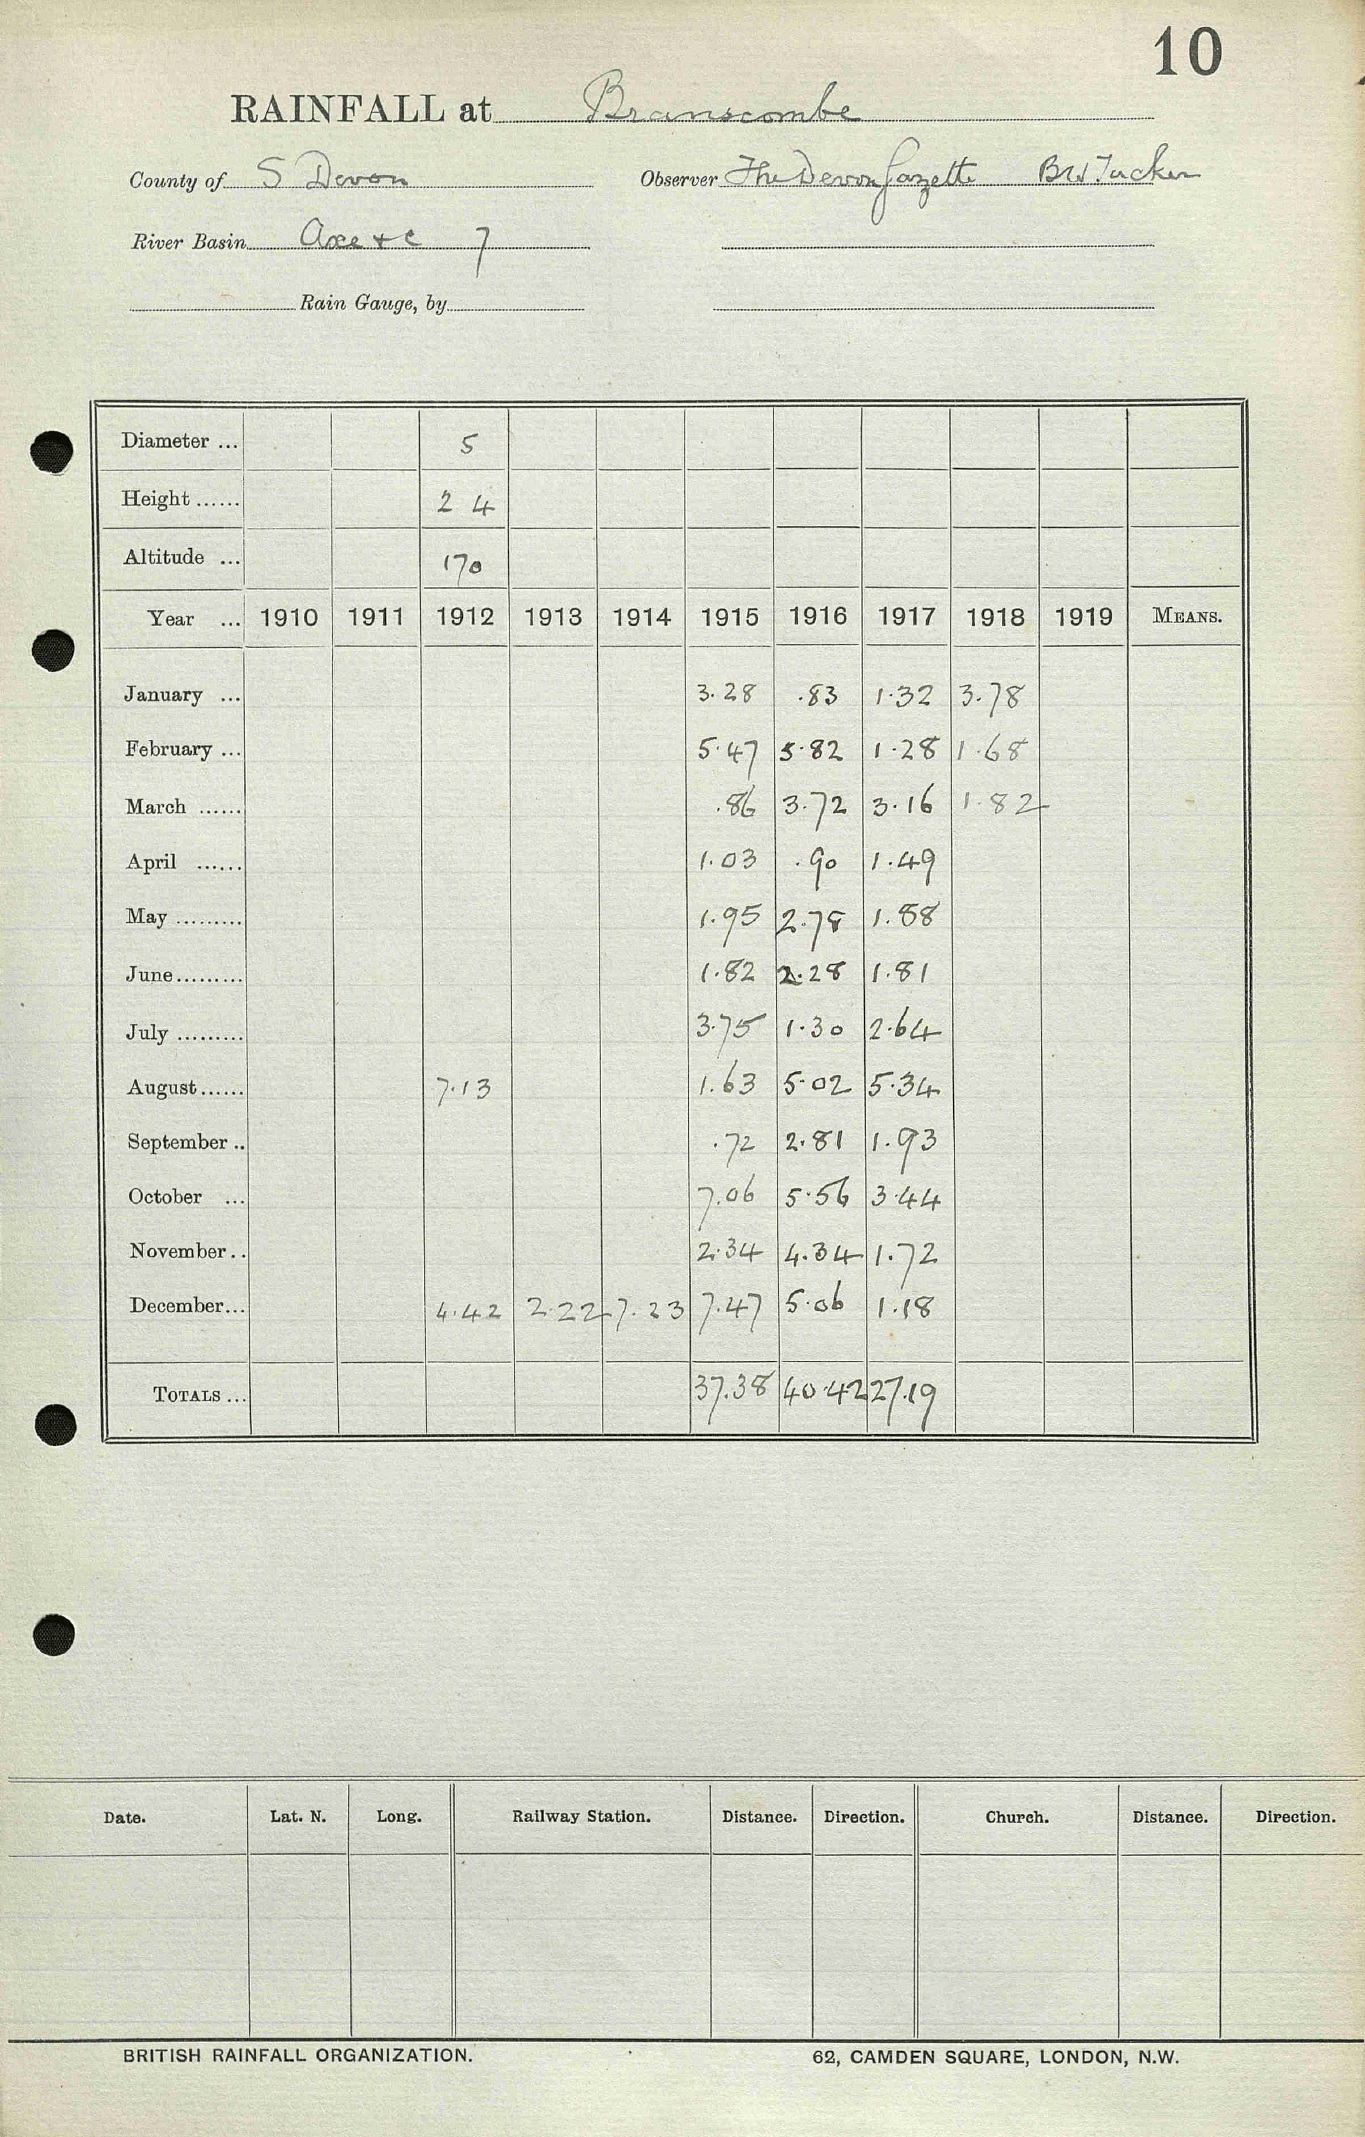 10
RAINFALL at Branscombe
County of S Devon Observer The Devon Gazette BW Tucker
River Basin Axe &c 7
Rain Gauge, by
Diameter ... 5
Height ...... 2 4
Altitude ... 170
Year ... 1910 1911 1912 1913 1914 1915 1916 1917 1918 1919 MEANS.
January ... 3.28 .83 1.32 3.78
February ... 5.47 5.82 1.28 1.68
March ...... .86 3.72 3.16 1.82
April ...... 1.03 .90 1.49
May ......... 1.95 2.78 1.88
June......... 1.82 2.28 1.81
July ......... 3.75 1.30 2.64
August...... 7.13 1.63 5.02 5.34
September .. .72 2.81 1.93
October ... 7.06 5.56 3.44
November.. 2.34 4.34 1.72
December... 4.42 2.22 7.23 7.47 5.06 1.18
TOTALS ... 37.38 40.42 27.19
Date. Lat. N. Long. Railway Station. Distance. Direction. Church. Distance. Direction.
BRITISH RAINFALL ORGANIZATION. 62, CAMDEN SQUARE, LONDON, N.W.